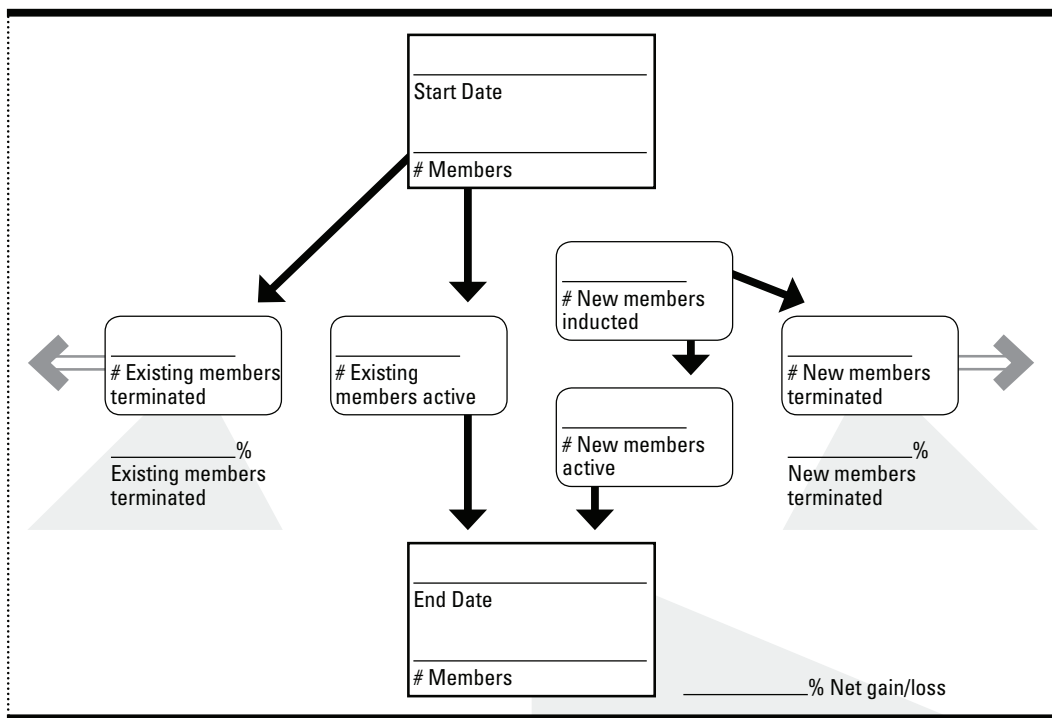 Start Date
# Members
# New members
inducted
# Existing members
terminated
# Existing
members active
# New members
terminated
# New members
active
%
Existing members
terminated
%
New members
terminated
End Date
# Members
% Net gain/loss